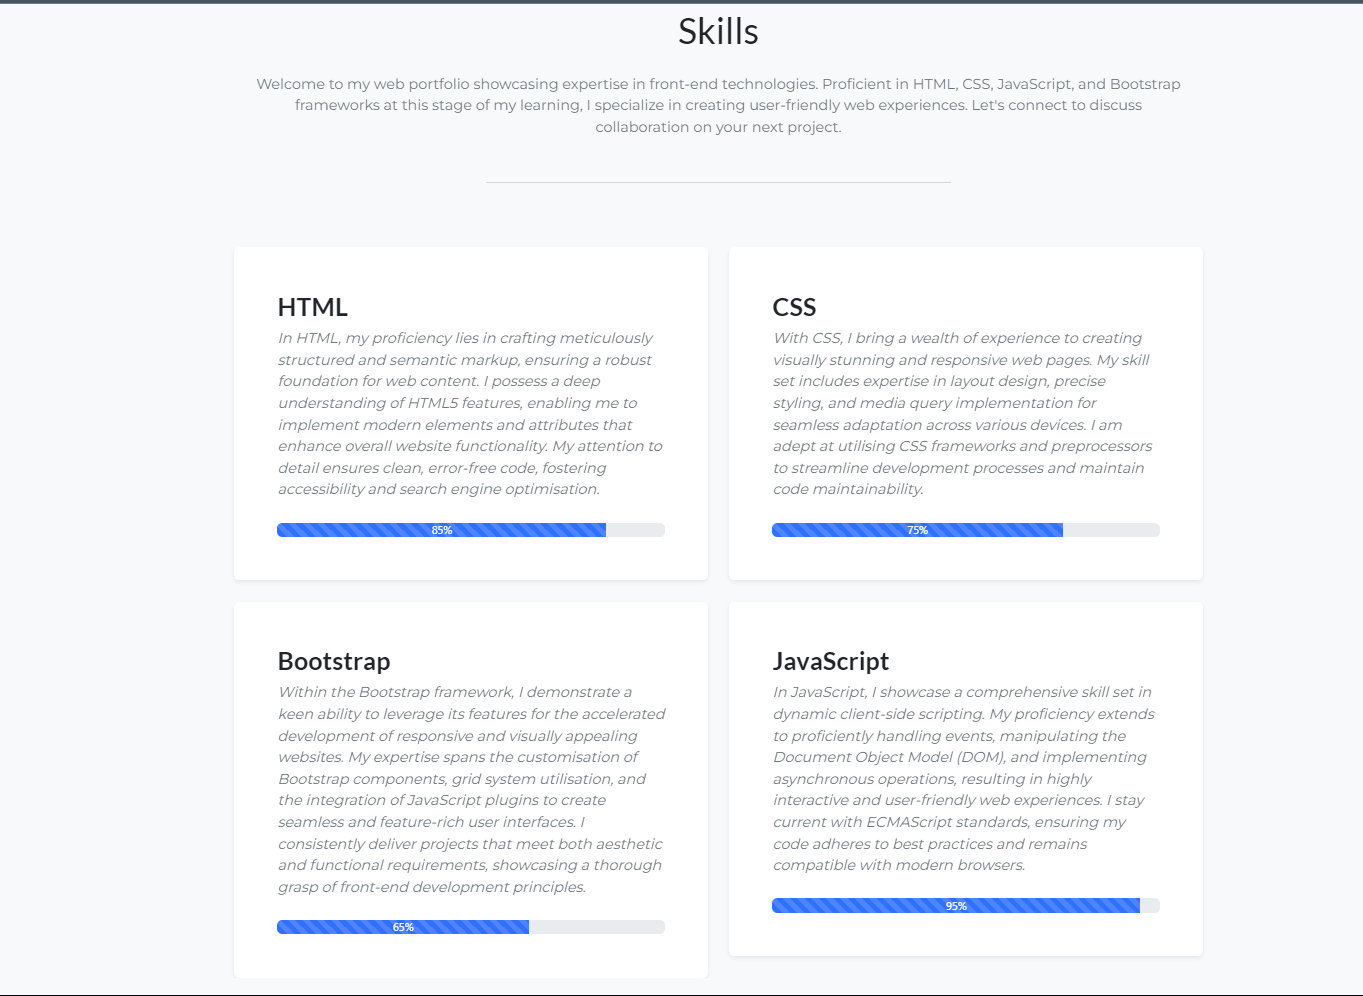 Skills
Welcome to my web portfolio showcasing expertise in front-end technologies. Proficient in HTML, CSS, JavaScript, and Bootstrap
frameworks at this stage of my learning, I specialize in creating user-friendly web experiences. Let's connect to discuss
collaboration on your next project.
HTML
In HTML, my proficiency lies in crafting meticulously
structured and semantic markup, ensuring a robust
foundation for web content. I possess a deep
understanding of HTML5 features, enabling me to
implement modern elements and attributes that
enhance overall website functionality. My attention to
detail ensures clean, error-free code, fostering
accessibility and search engine optimisation.
85%
CSS
With CSS, I bring a wealth of experience to creating
visually stunning and responsive web pages. My skill
set includes expertise in layout design, precise
styling, and media query implementation for
seamless adaptation across various devices. I am
adept at utilising CSS frameworks and preprocessors
to streamline development processes and maintain
code maintainability.
75%
Bootstrap
Within the Bootstrap framework, I demonstrate a
keen ability to leverage its features for the accelerated
development of responsive and visually appealing
websites. My expertise spans the customisation of
Bootstrap components, grid system utilisation, and
the integration of JavaScript plugins to create
seamless and feature-rich user interfaces. I
consistently deliver projects that meet both aesthetic
and functional requirements, showcasing a thorough
grasp of front-end development principles.
65%
JavaScript
In JavaScript, I showcase a comprehensive skill set in
dynamic client-side scripting. My proficiency extends
to proficiently handling events, manipulating the
Document Object Model (DOM), and implementing
asynchronous operations, resulting in highly
interactive and user-friendly web experiences. I stay
current with ECMAScript standards, ensuring my
code adheres to best practices and remains
compatible with modern browsers.
95%